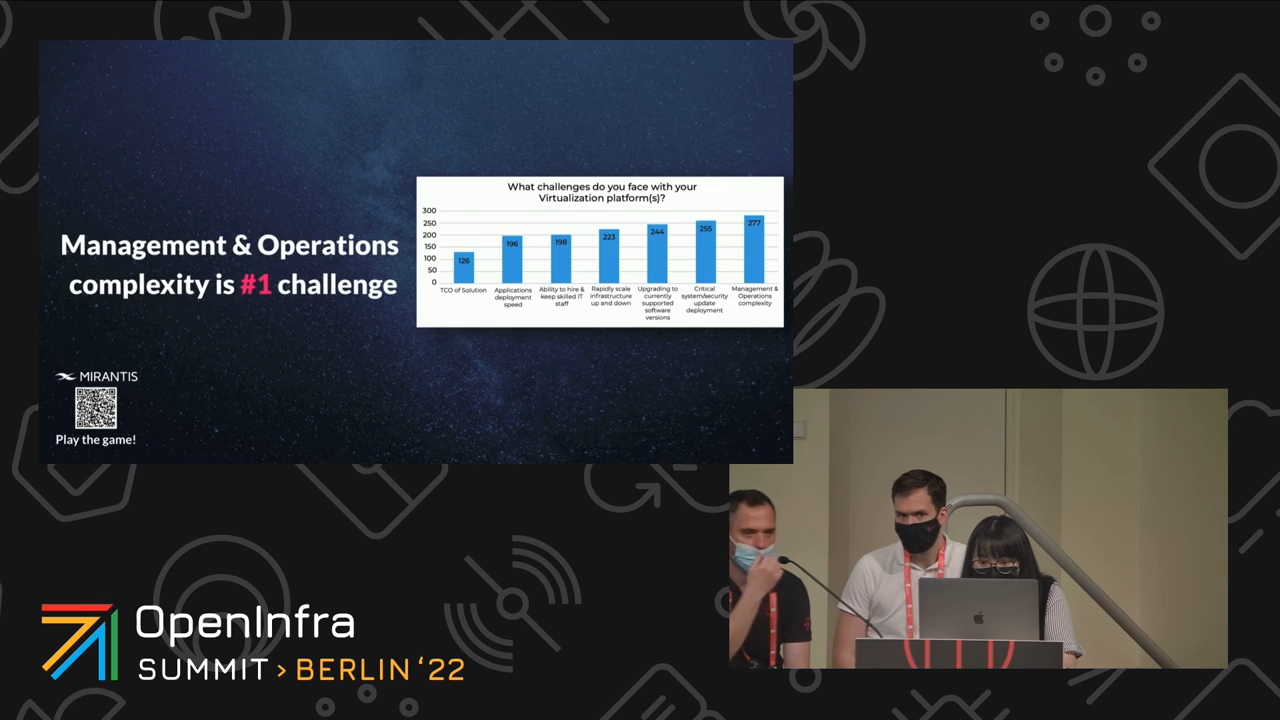 What challenges do you face with your
Virtualization platform(s)?
300
250
200
150
100
50
0
126
196
198
223
244
255
277
TCO of Solution
Applications
deployment
speed
Ability to hire &
keep skilled IT
staff
Rapidly scale
infrastructure
up and down
Upgrading to
currently
supported
software
versions
Critical
system/security
update
deployment
Management &
Operations
complexity
Management & Operations
complexity is #1 challenge
MIRANTIS
Play the game!
OpenInfra
SUMMIT > BERLIN ‘22